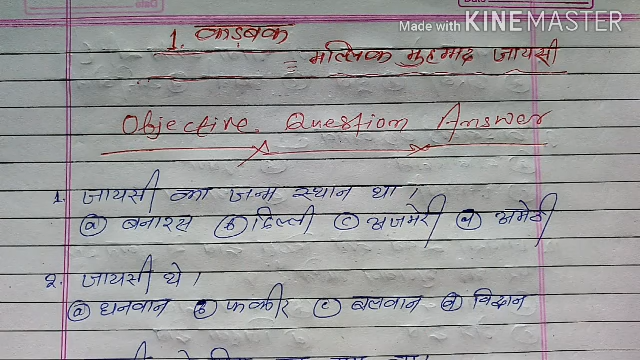 Made with KINEMASTER
1. कड़बक
= मल्लिक मुहम्मद जायसी
Objective Question Answer
1. जायसी का जन्म स्थान था।
(a) बनारस (b) दिल्ली (c) अजमेरी (d) अमेठी
2. जायसी थे।
(a) धनवान (b) फकीर (c) बलवान (d) विद्वान